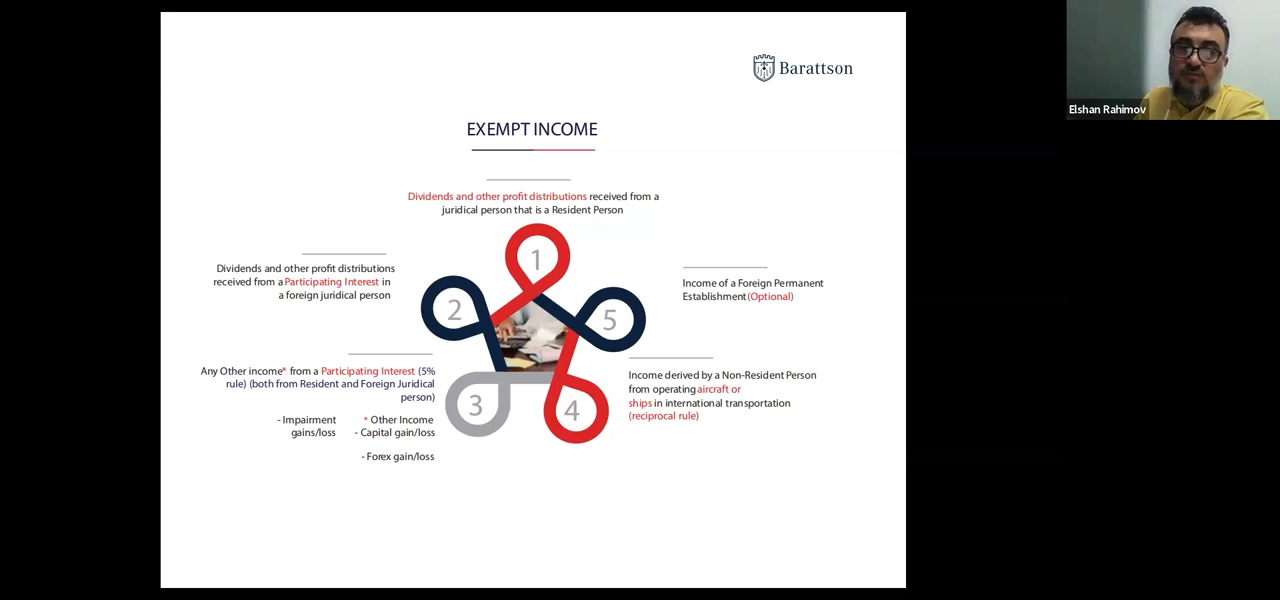 Barattson
Elshan Rahimov
EXEMPT INCOME
Dividends and other profit distributions received from a
juridical person that is a Resident Person
1
Dividends and other profit distributions
received from a Participating Interest in
a foreign juridical person
2
Any Other income* from a Participating Interest (5%
rule) (both from Resident and Foreign Juridical
person)
- Impairment
gains/loss
* Other Income
- Capital gain/loss
- Forex gain/loss
3
Income derived by a Non-Resident Person
from operating aircraft or
ships in international transportation
(reciprocal rule)
4
Income of a Foreign Permanent
Establishment (Optional)
5